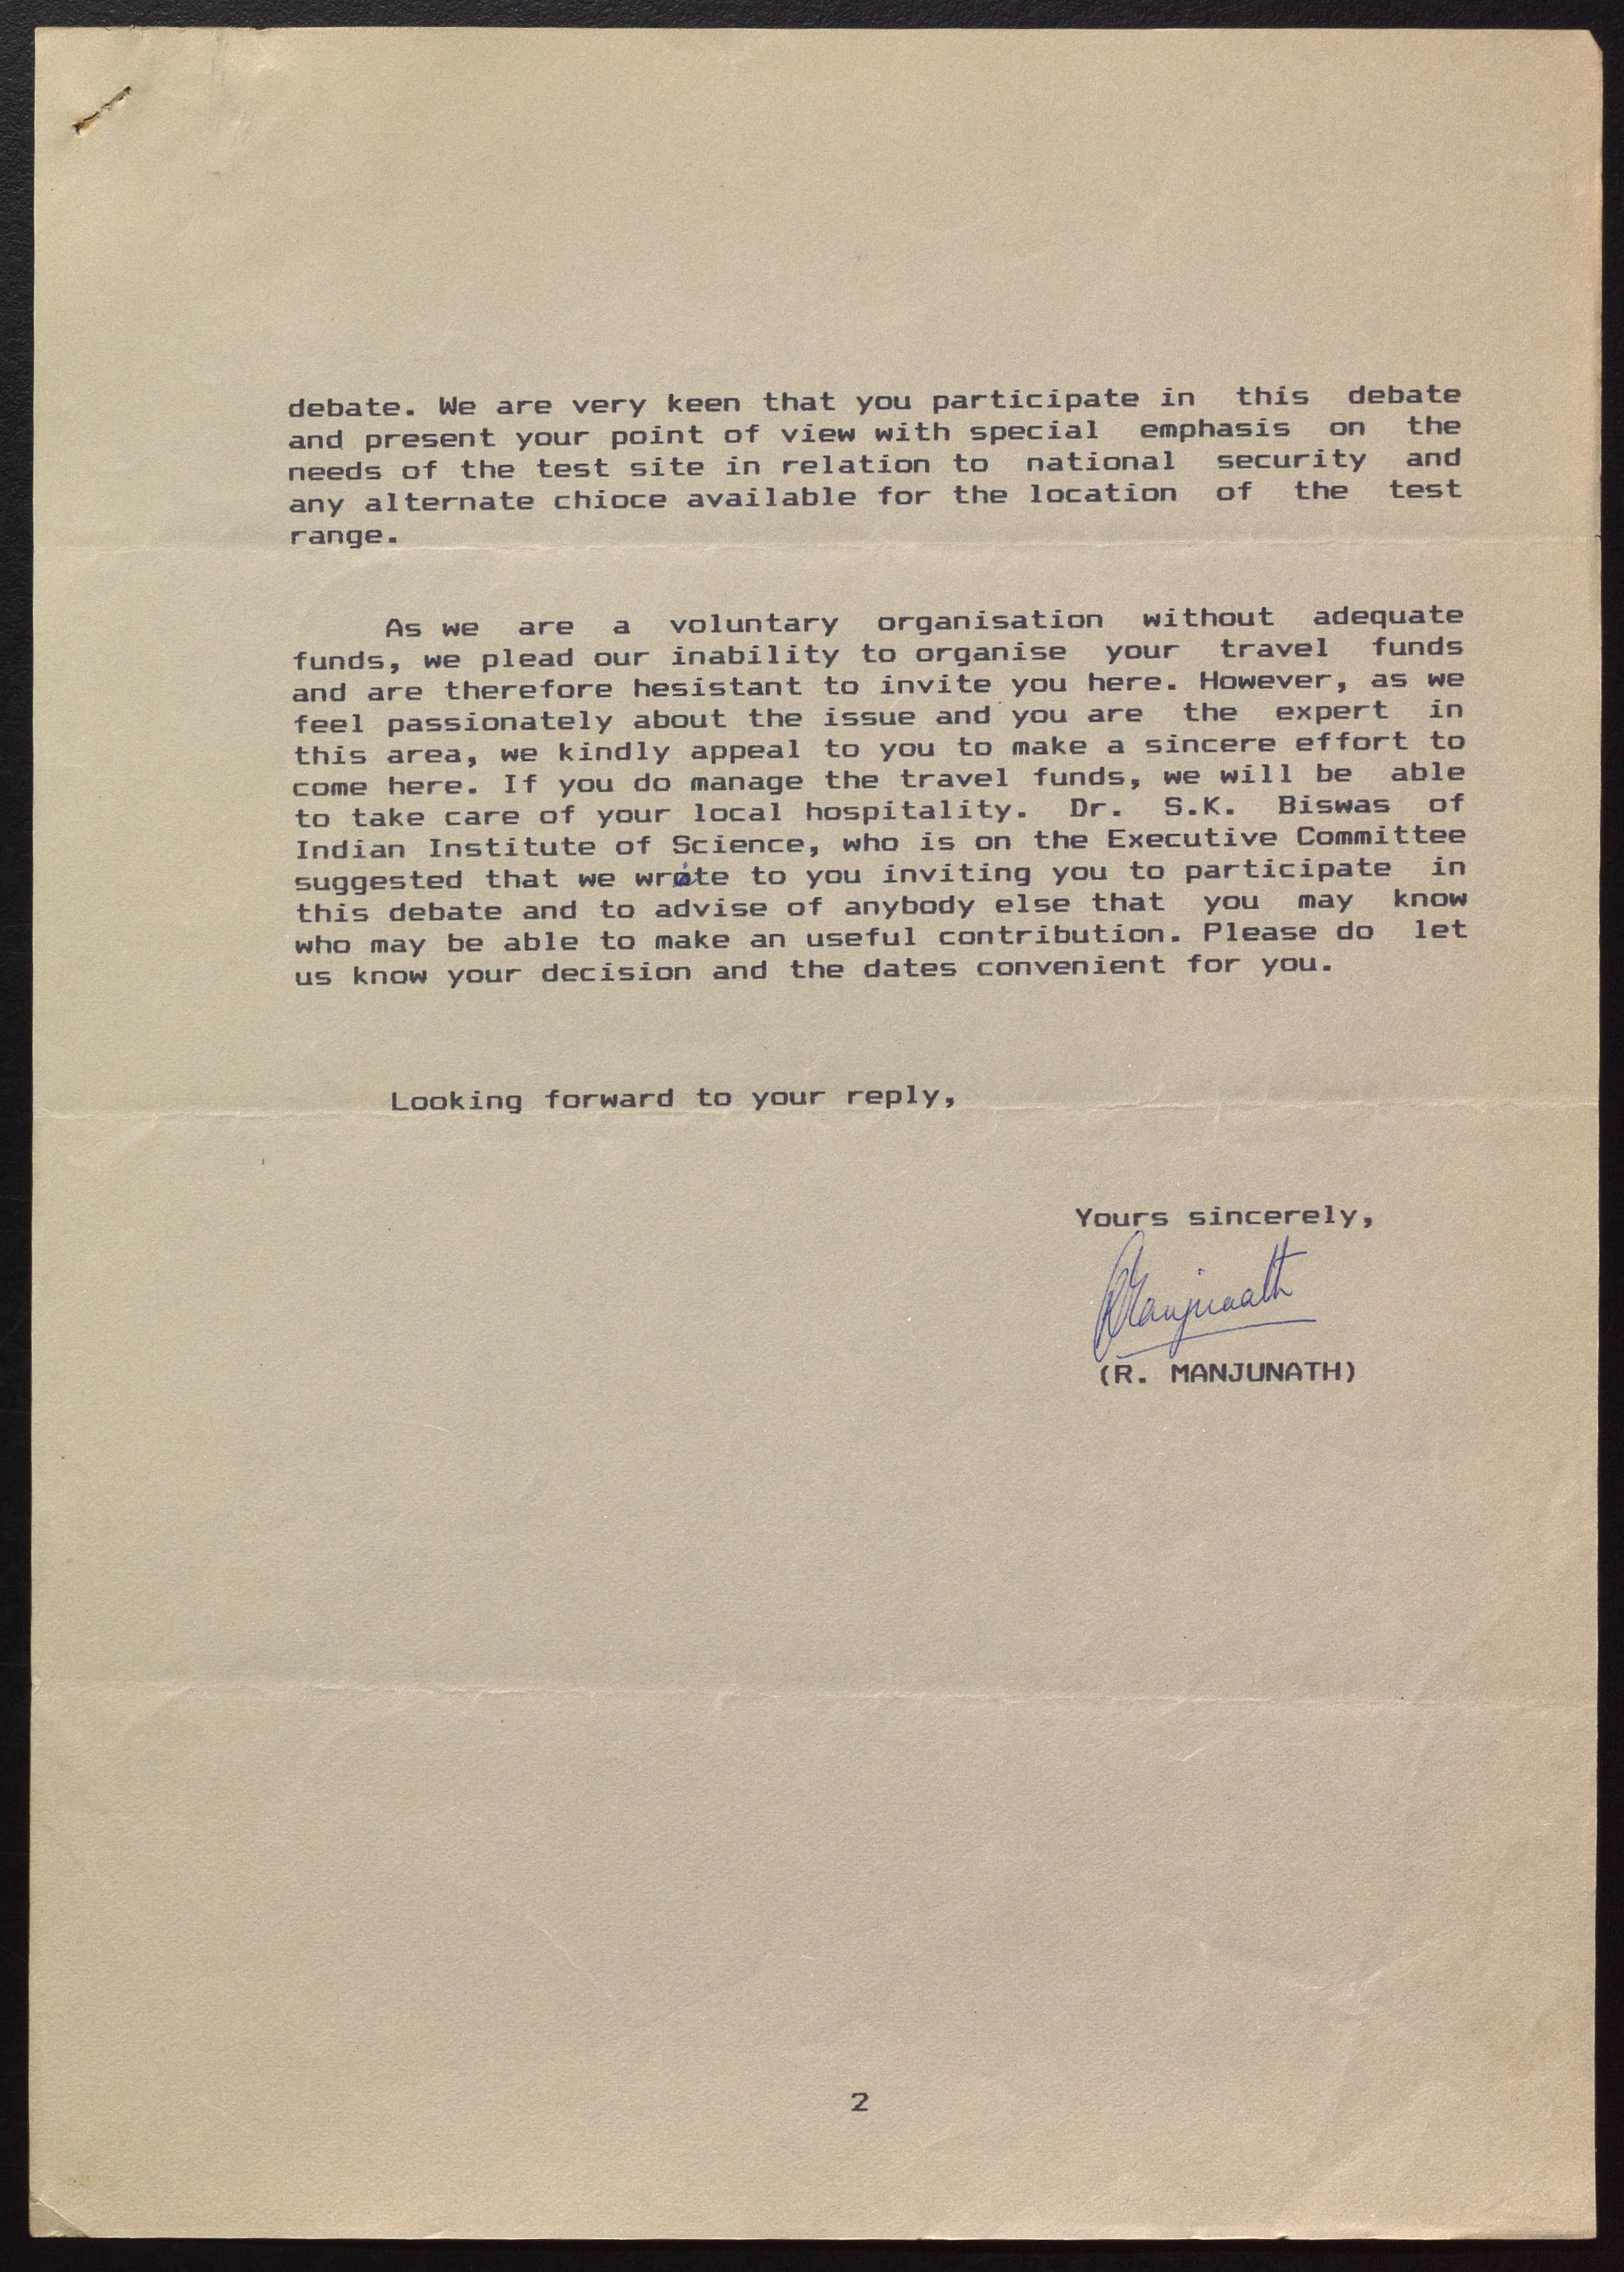 debate. We are very keen that you participate in this debate
and present your point of view with special emphasis on the
needs of the test site in relation to national security and
any alternate chioce available for the location of the test
range.
As we are a voluntary organisation without adequate
funds, we plead our inability to organise your travel funds
and are therefore hesistant to invite you here. However, as we
feel passionately about the issue and you are the expert in
this area, we kindly appeal to you to make a sincere effort to
come here. If you do manage the travel funds, we will be able
to take care of your local hospitality. Dr. S.K. Biswas of
Indian Institute of Science, who is on the Executive Committee
suggested that we write to you inviting you to participate in
this debate and to advise of anybody else that you may know
who may be able to make an useful contribution. Please do let
us know your decision and the dates convenient for you.
Looking forward to your reply,
Yours sincerely,
RManjunath
(R. MANJUNATH)
2